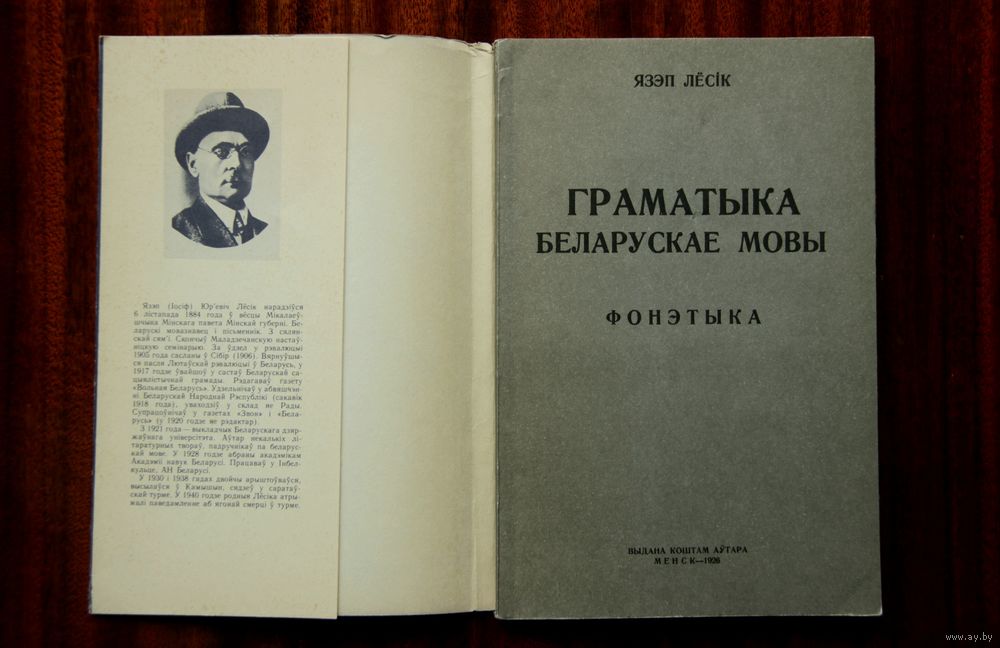 Язэп (Іосіф) Юр'евіч Лёсік нарадзіўся
6 лістапада 1884 года ў вёсцы Мікалаеў-
шчына Мінскага павета Мінскай губерні. Бе-
ларускі мовазнавец і пісьменнік. З сялян-
скай сям'і. Скончыў Маладзечанскую настаў-
ніцкую семінарыю. За ўдзел у рэвалюцыі
1905 года сасланы ў Сібір (1906). Вярнуўшы-
ся пасля Лютаўскай рэвалюцыі ў Беларусь, у
1917 годзе ўвайшоў у састаў Беларускай са-
цыялістычнай грамады. Рэдагаваў газету
«Вольная Беларусь». Удзельнічаў у абвяшчэн-
ні Беларускай Народнай Рэспублікі (сакавік
1918 года), уваходзіў у склад яе Рады.
Супрацоўнічаў у газетах «Звон» і «Бела-
русь» (у 1920 годзе яе рэдактар).
З 1921 года — выкладчык Беларускага дзяр-
жаўнага універсітэта. Аўтар некалькіх лі-
таратурных твораў, падручнікаў па беларус-
кай мове. У 1928 годзе абраны акадэмікам
Акадэміі навук Беларусі. Працаваў у Інбел-
культце, АН Беларусі.
У 1930 і 1938 гадах двойчы арыштоўваўся,
высылаўся ў Камышын, сядзеў у саратаў-
скай турме. У 1940 годзе родныя Лёсіка атры-
малі паведамленне аб ягонай смерці ў турме.
ЯЗЭП ЛЁСІК
ГРАМАТЫКА
БЕЛАРУСКАЕ МОВЫ
ФОНЭТЫКА
ВЫДАНА КОШТАМ АЎТАРА
МЕНСК—1926
www.ay.by